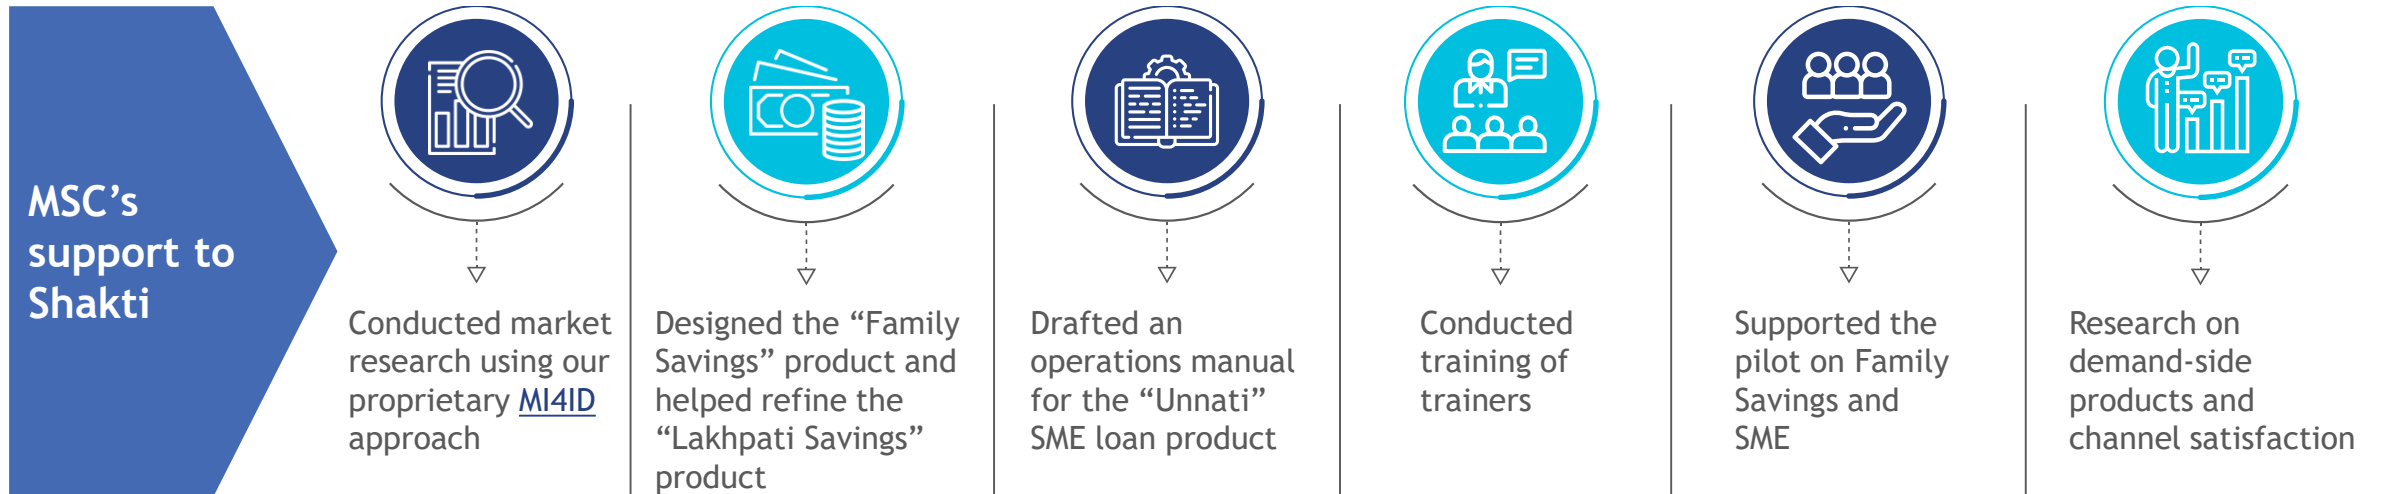 MSC’s
support to
Shakti
Conducted market
research using our
proprietary MI4ID
approach
Designed the “Family
Savings” product and
helped refine the
“Lakhpati Savings”
product
Drafted an
operations manual
for the “Unnati”
SME loan product
Conducted
training of
trainers
Supported the
pilot on Family
Savings and
SME
Research on
demand-side
products and
channel satisfaction